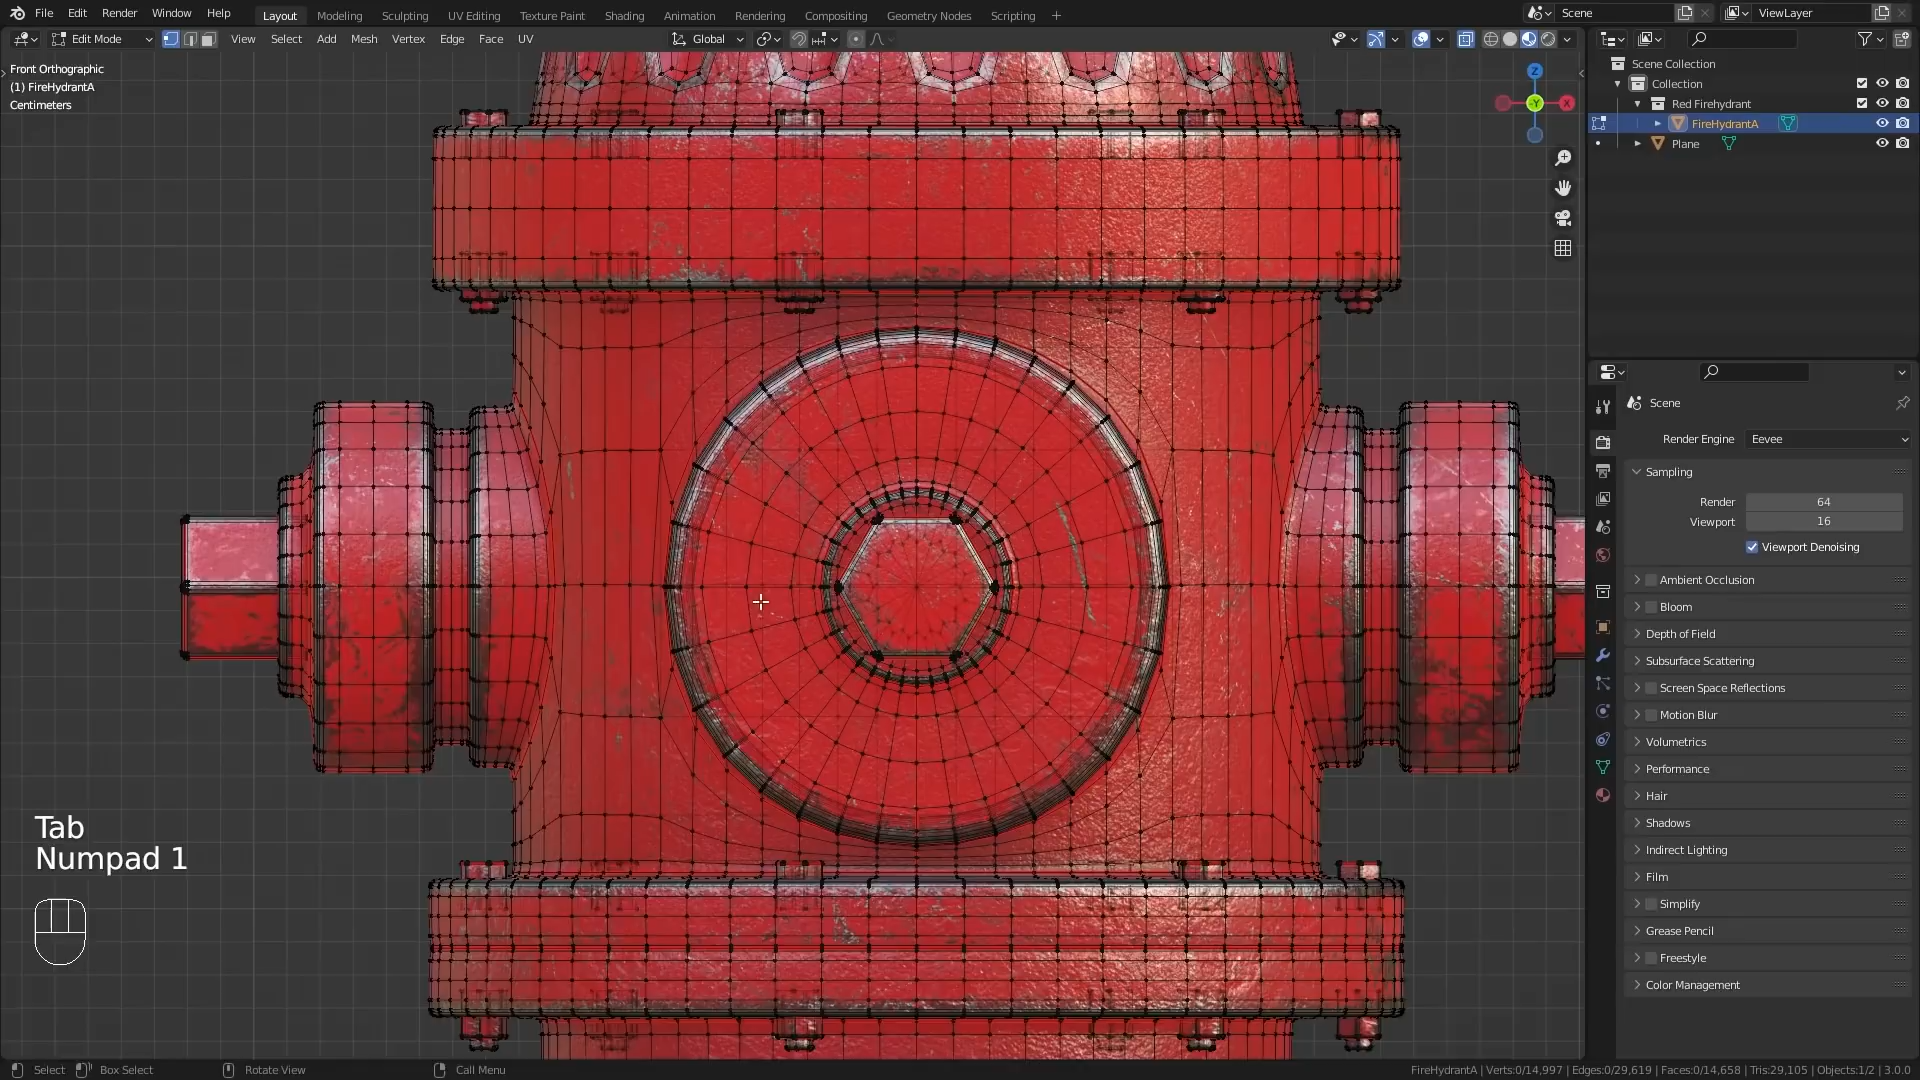 File Edit Render Window Help Layout Modeling Sculpting UV Editing Texture Paint Shading Animation Rendering Compositing Geometry Nodes Scripting + Scene ViewLayer
Edit Mode View Select Add Mesh Vertex Edge Face UV Global
Front Orthographic
(1) FireHydrantA
Centimeters
Z
Y
X
Scene Collection
Collection
Red Firehydrant
FireHydrantA
Plane
Scene
Render Engine Eevee
Sampling
Render 64
Viewport 16
Viewport Denoising
Ambient Occlusion
Bloom
Depth of Field
Subsurface Scattering
Screen Space Reflections
Motion Blur
Volumetrics
Performance
Hair
Shadows
Indirect Lighting
Film
Simplify
Grease Pencil
Freestyle
Color Management
Tab
Numpad 1
Select Box Select Rotate View Call Menu FireHydrantA | Verts:0/14,997 | Edges:0/29,619 | Faces:0/14,658 | Tris:29,105 | Objects:1/2 | 3.0.0